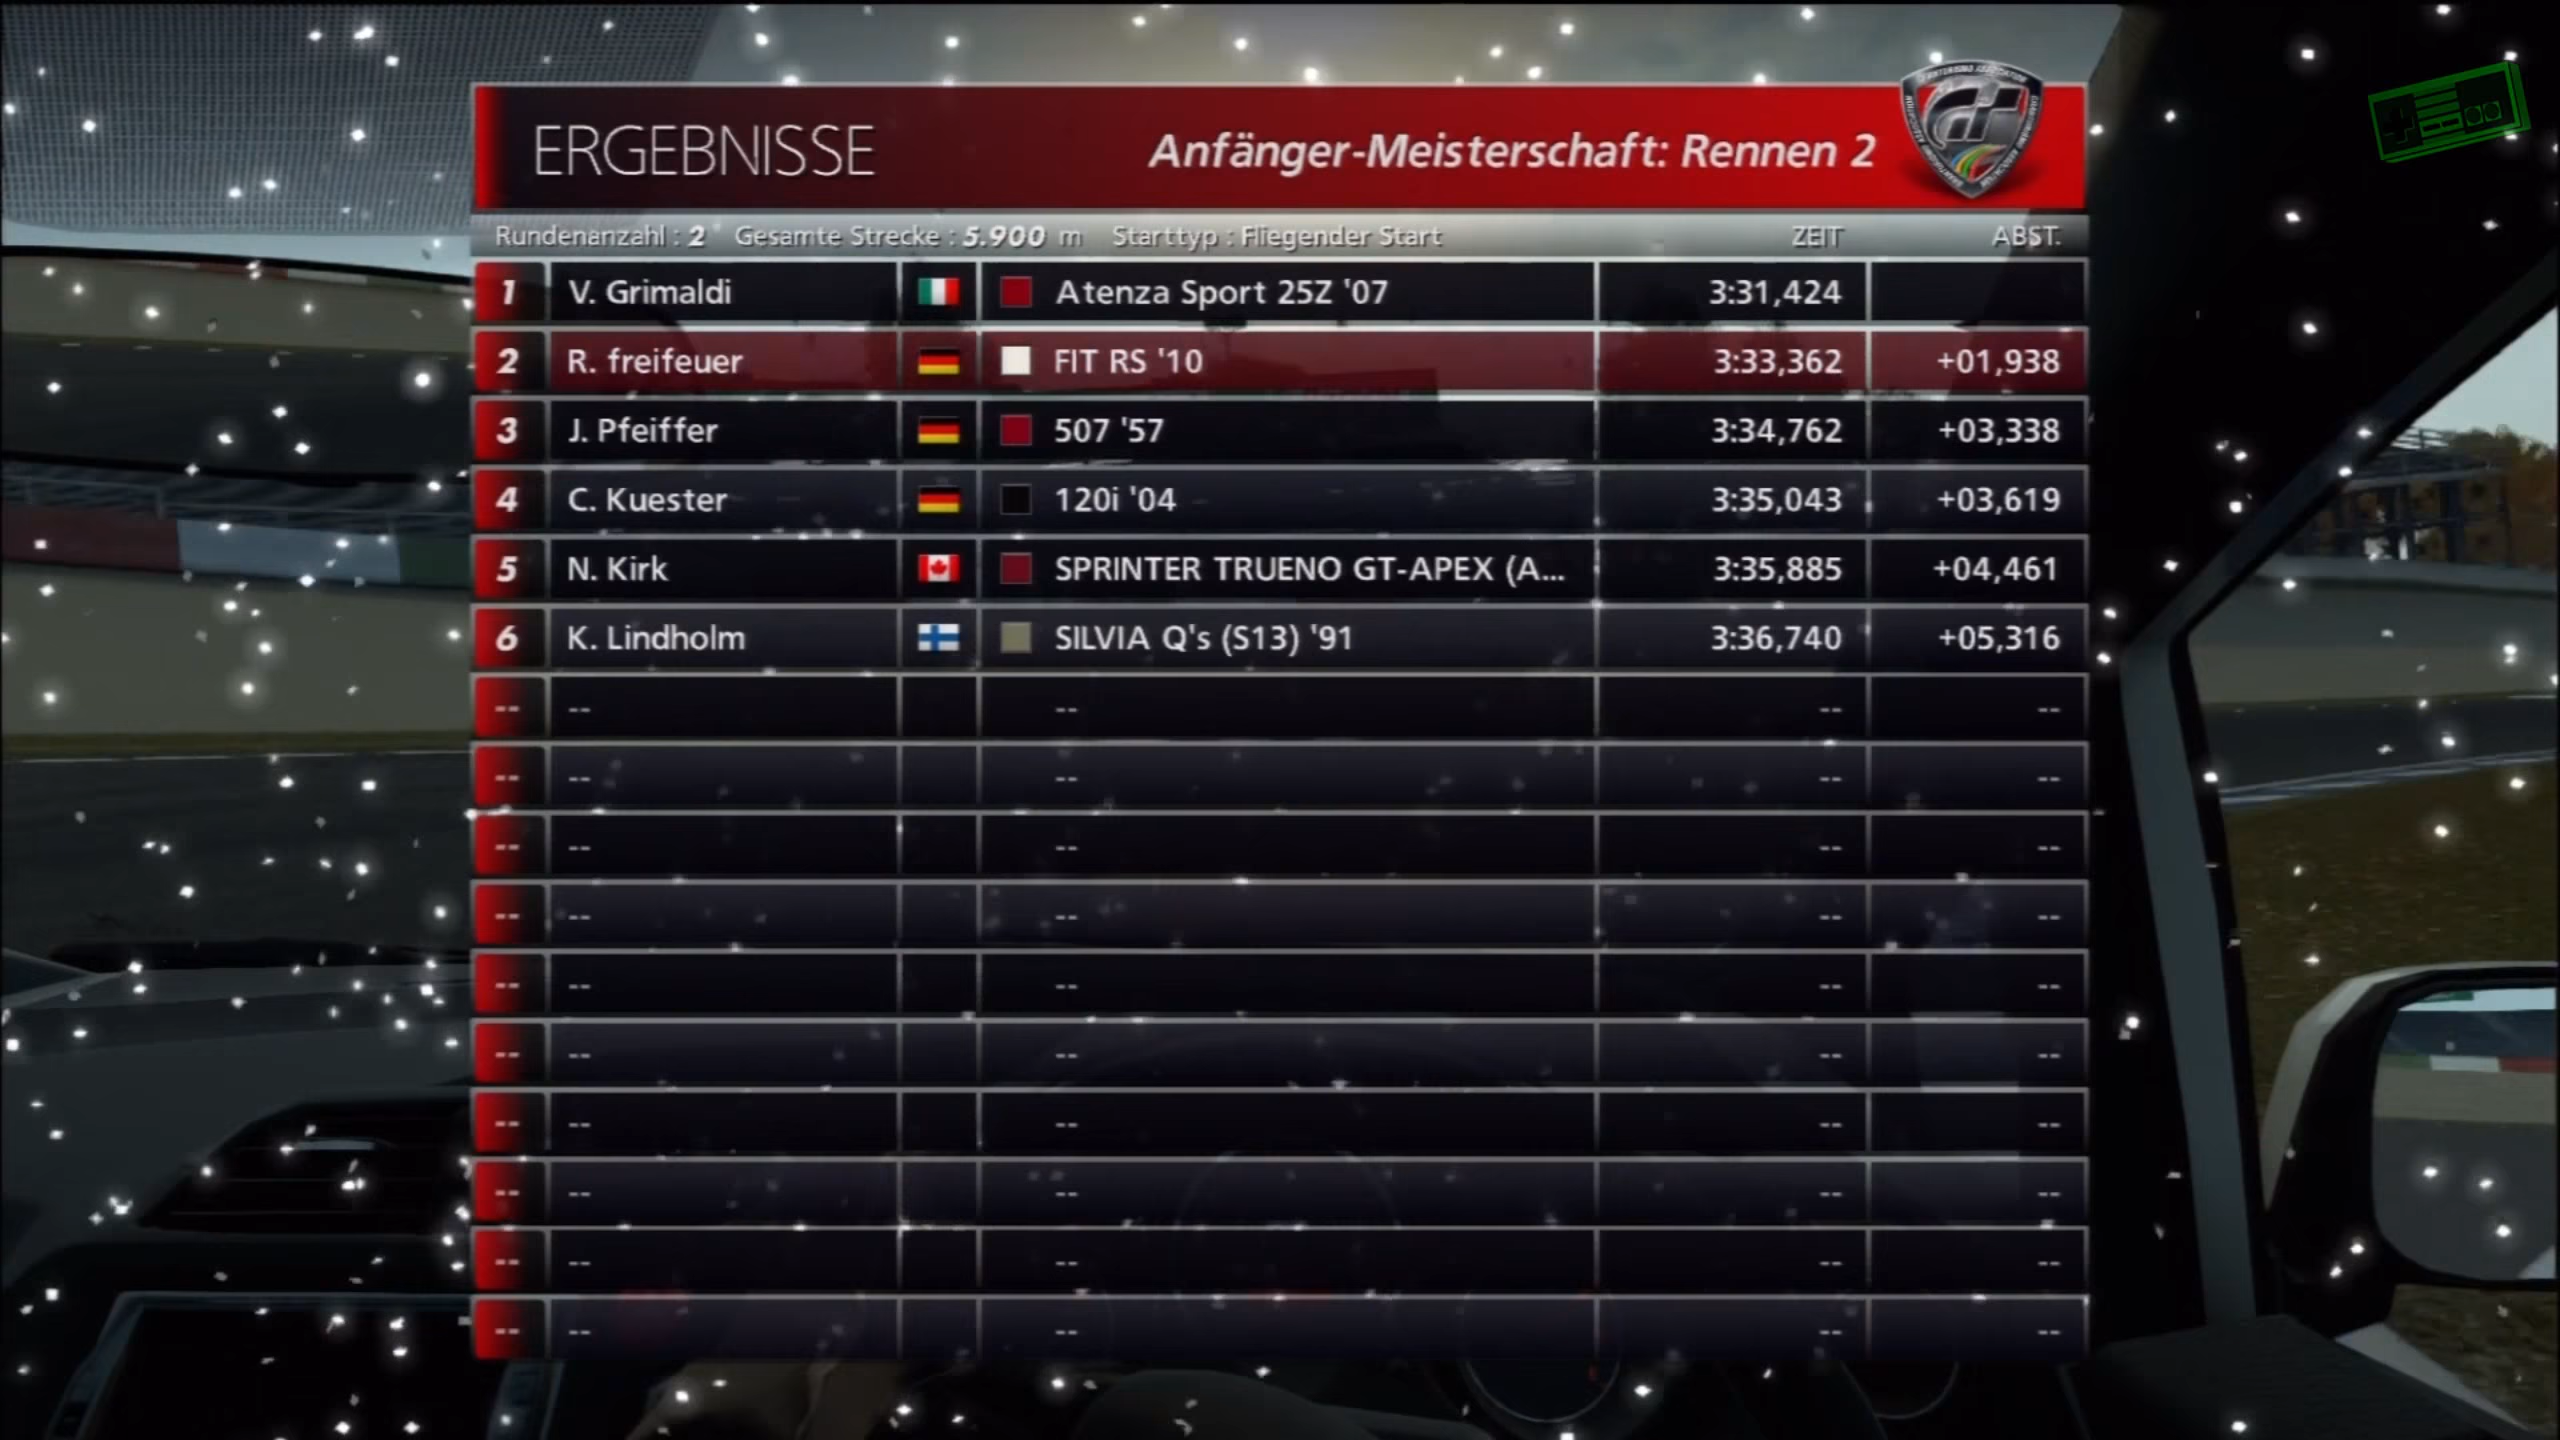 ERGEBNISSE Anfänger-Meisterschaft: Rennen 2
Rundenanzahl : 2 Gesamte Strecke : 5.900 m Starttyp : Fliegender Start ZEIT ABST.
1 V. Grimaldi Atenza Sport 25Z '07 3:31,424
2 R. freifeuer FIT RS '10 3:33,362 +01,938
3 J. Pfeiffer 507 '57 3:34,762 +03,338
4 C. Kuester 120i '04 3:35,043 +03,619
5 N. Kirk SPRINTER TRUENO GT-APEX (A... 3:35,885 +04,461
6 K. Lindholm SILVIA Q's (S13) '91 3:36,740 +05,316
-- -- -- -- --
-- -- -- -- --
-- -- -- -- --
-- -- -- -- --
-- -- -- -- --
-- -- -- -- --
-- -- -- -- --
-- -- -- -- --
-- -- -- -- --
-- -- -- -- --